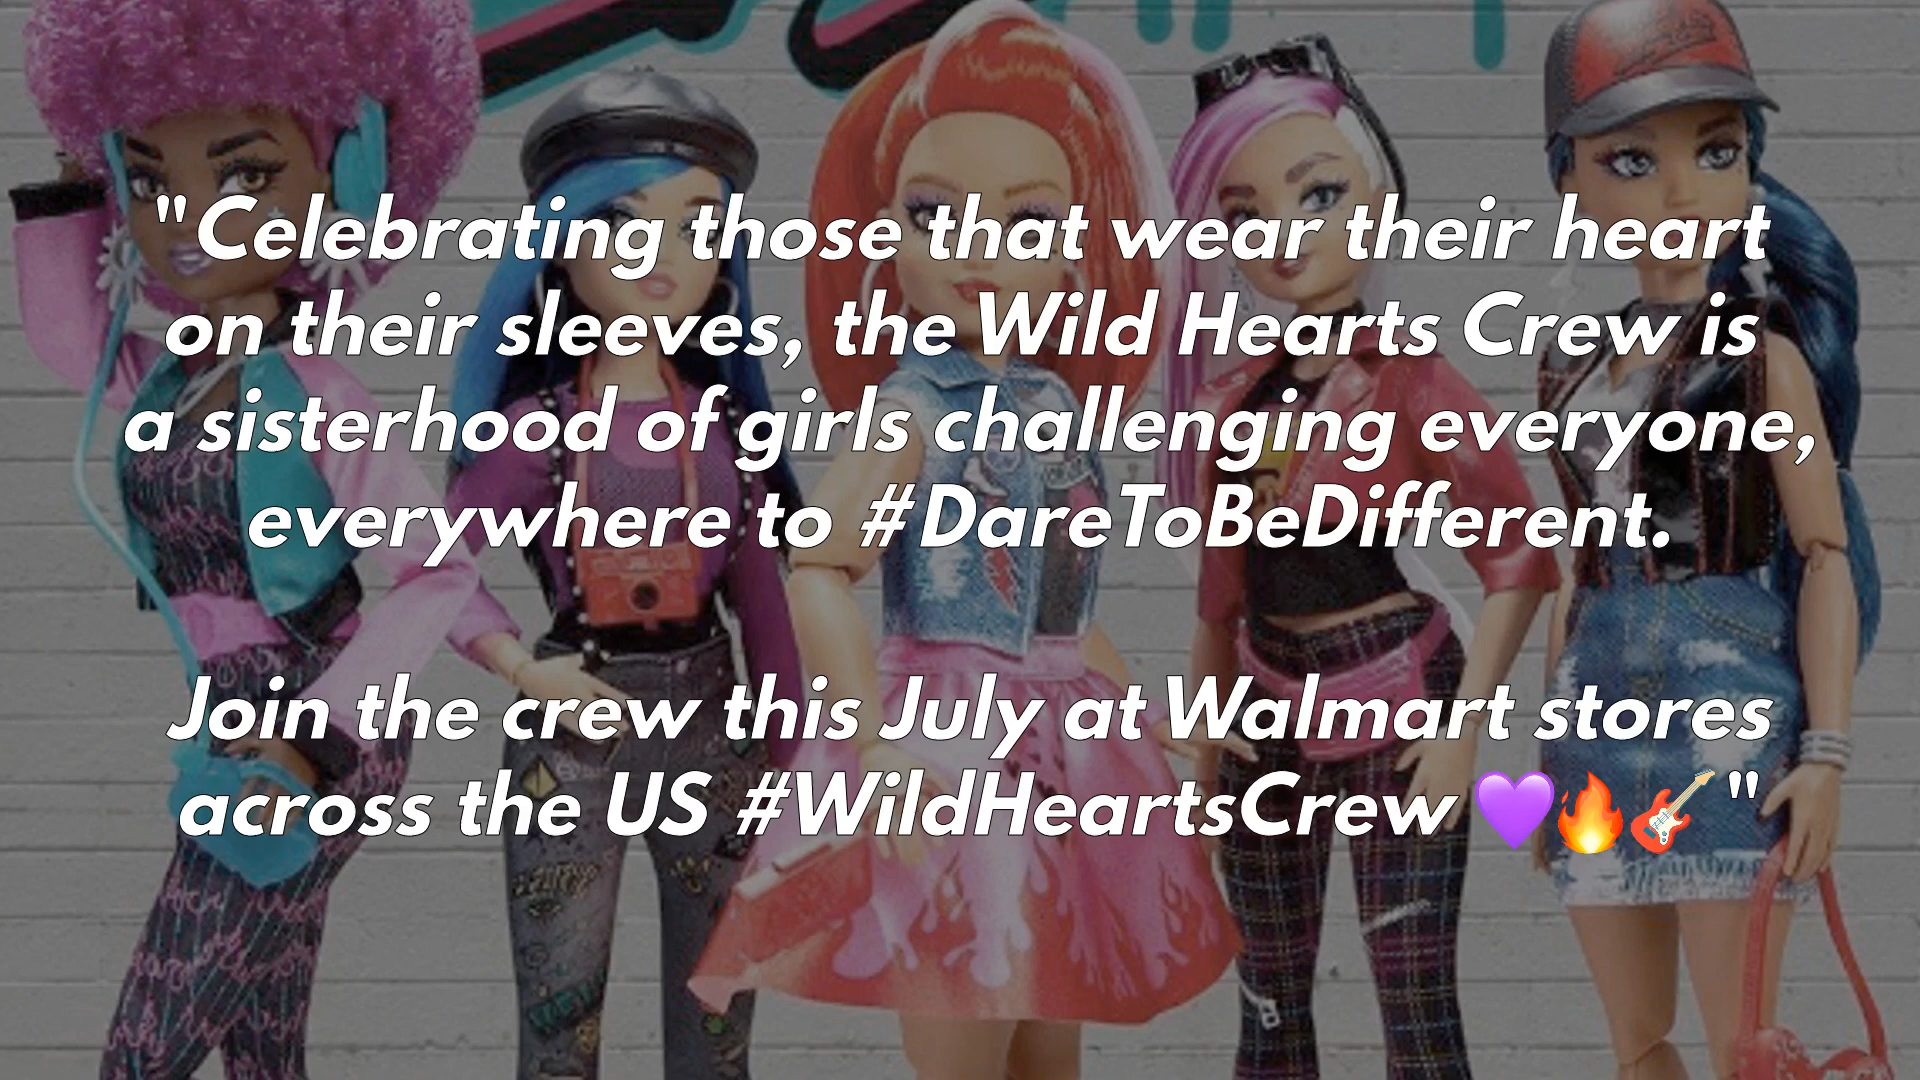 "Celebrating those that wear their heart
on their sleeves, the Wild Hearts Crew is
a sisterhood of girls challenging everyone,
everywhere to #DareToBeDifferent.
Join the crew this July at Walmart stores
across the US #WildHeartsCrew 💜🔥🎸"